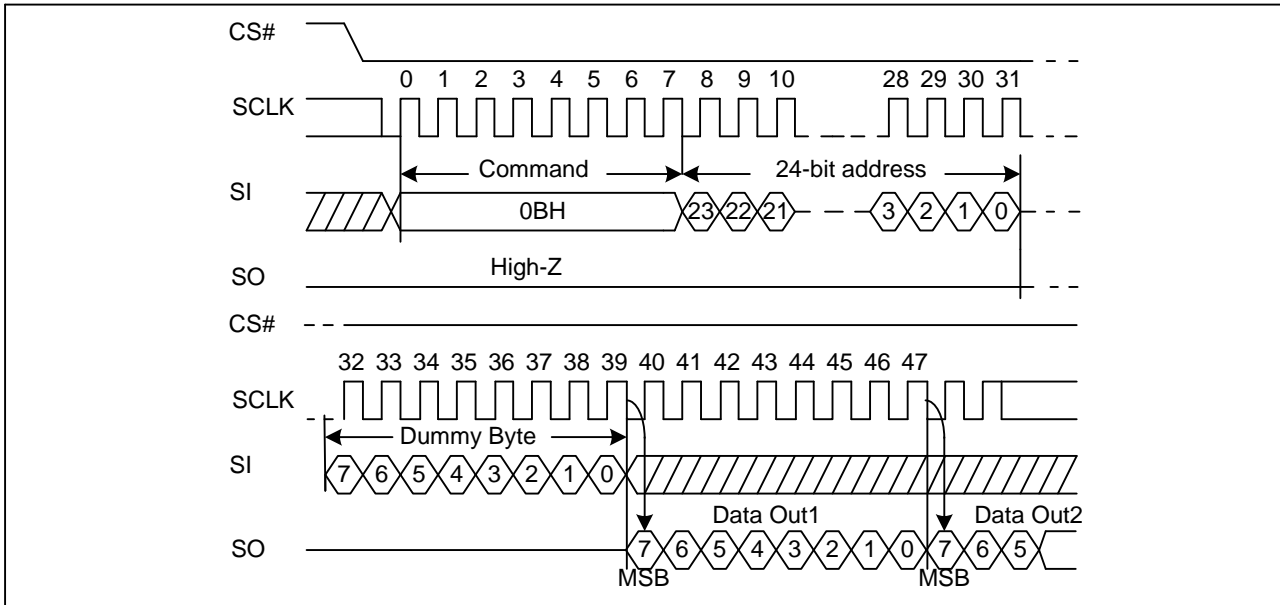 CS#
0 1 2 3 4 5 6 7 8 9 10 28 29 30 31
SCLK
Command 24-bit address
SI
0BH 23 22 21 3 2 1 0
High-Z
SO
CS#
32 33 34 35 36 37 38 39 40 41 42 43 44 45 46 47
SCLK
Dummy Byte
SI
7 6 5 4 3 2 1 0
Data Out1 Data Out2
SO
7 6 5 4 3 2 1 0 7 6 5
MSB MSB